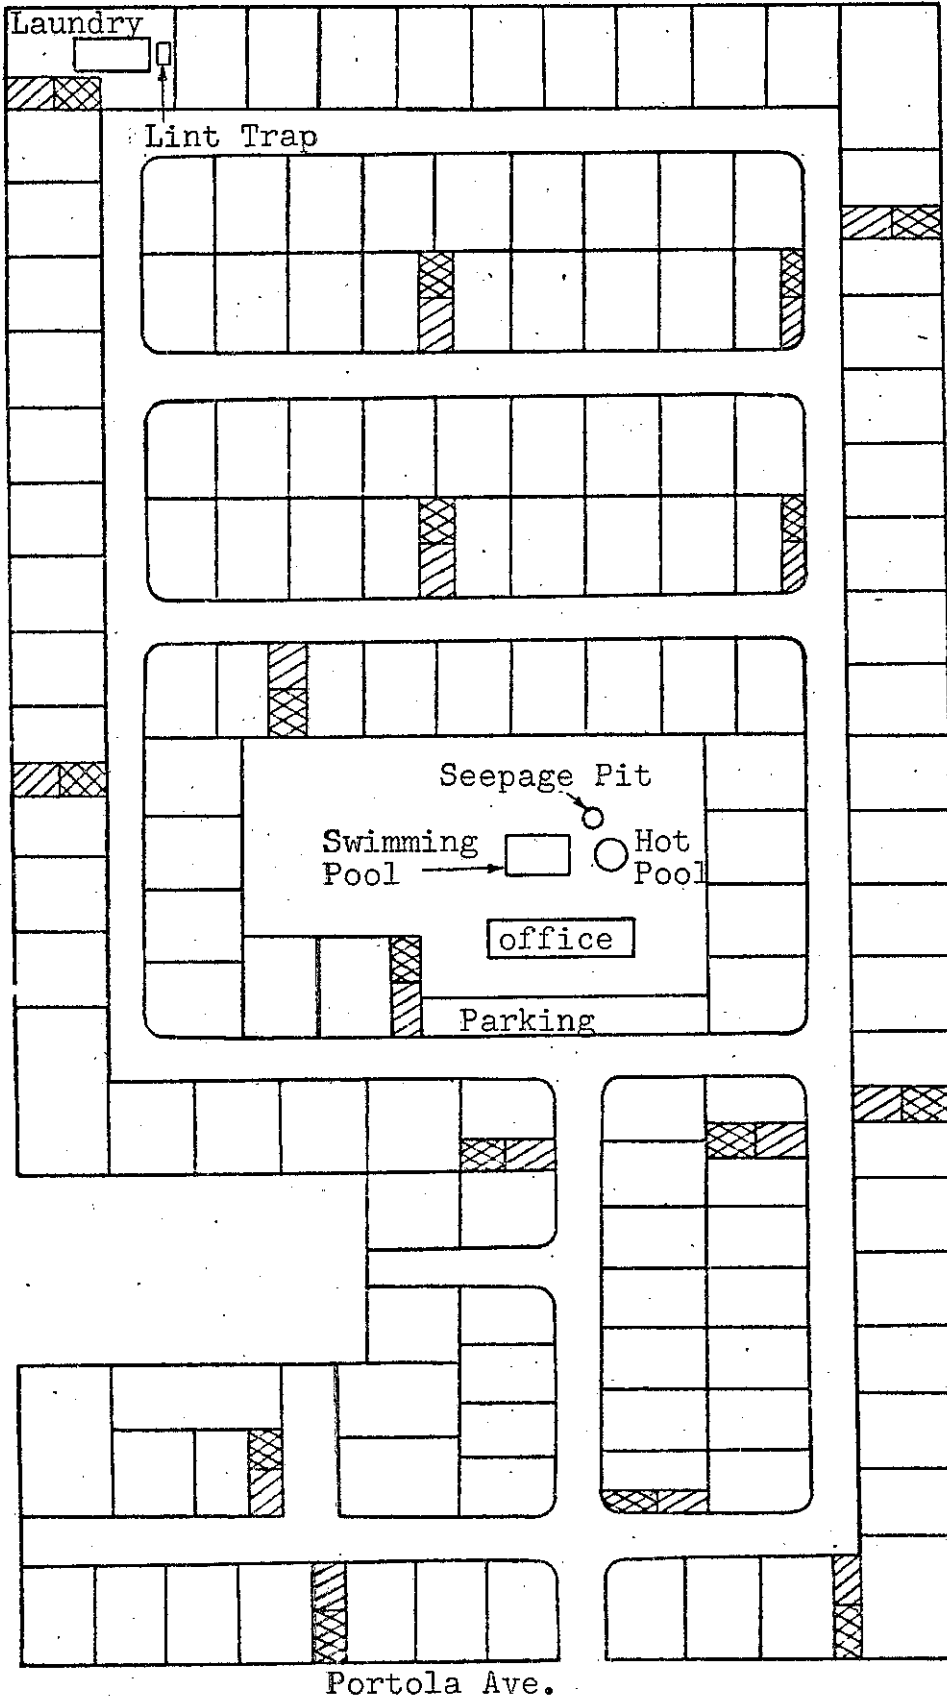 Laundry
Lint Trap
Seepage Pit
Swimming
Pool
Hot
Pool
office
Parking
Portola Ave.